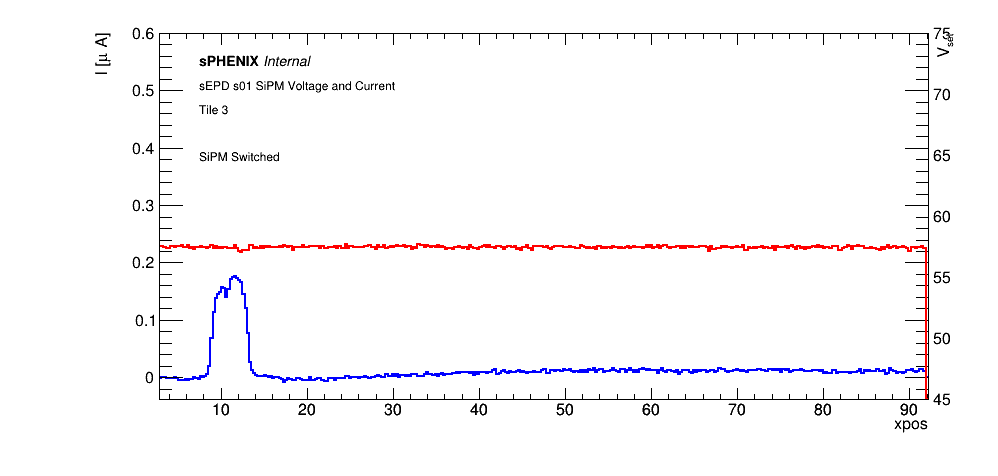 sPHENIX Internal
sEPD s01 SiPM Voltage and Current
Tile 3
SiPM Switched
I [μ A]
0.6
0.5
0.4
0.3
0.2
0.1
0
10 20 30 40 50 60 70 80 90
xpos
75
70
65
60
55
50
45
Vset